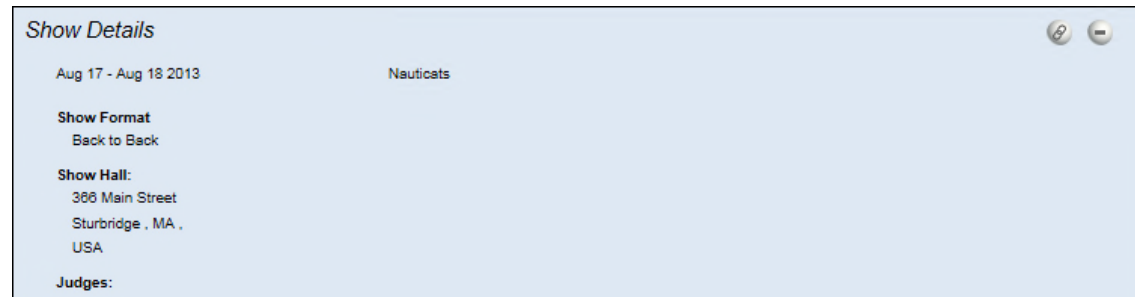 Show Details
Aug 17 - Aug 18 2013 Nauticats
Show Format
Back to Back
Show Hall:
366 Main Street
Sturbridge , MA ,
USA
Judges: